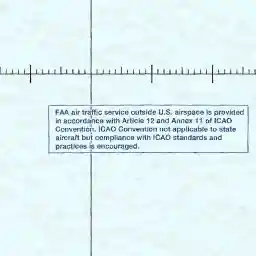 FAA air traffic service outside U.S. airspace is provided
in accordance with Article 12 and Annex 11 of ICAO
Convention. ICAO Convention not applicable to state
aircraft but compliance with ICAO standards and
practices is encouraged.